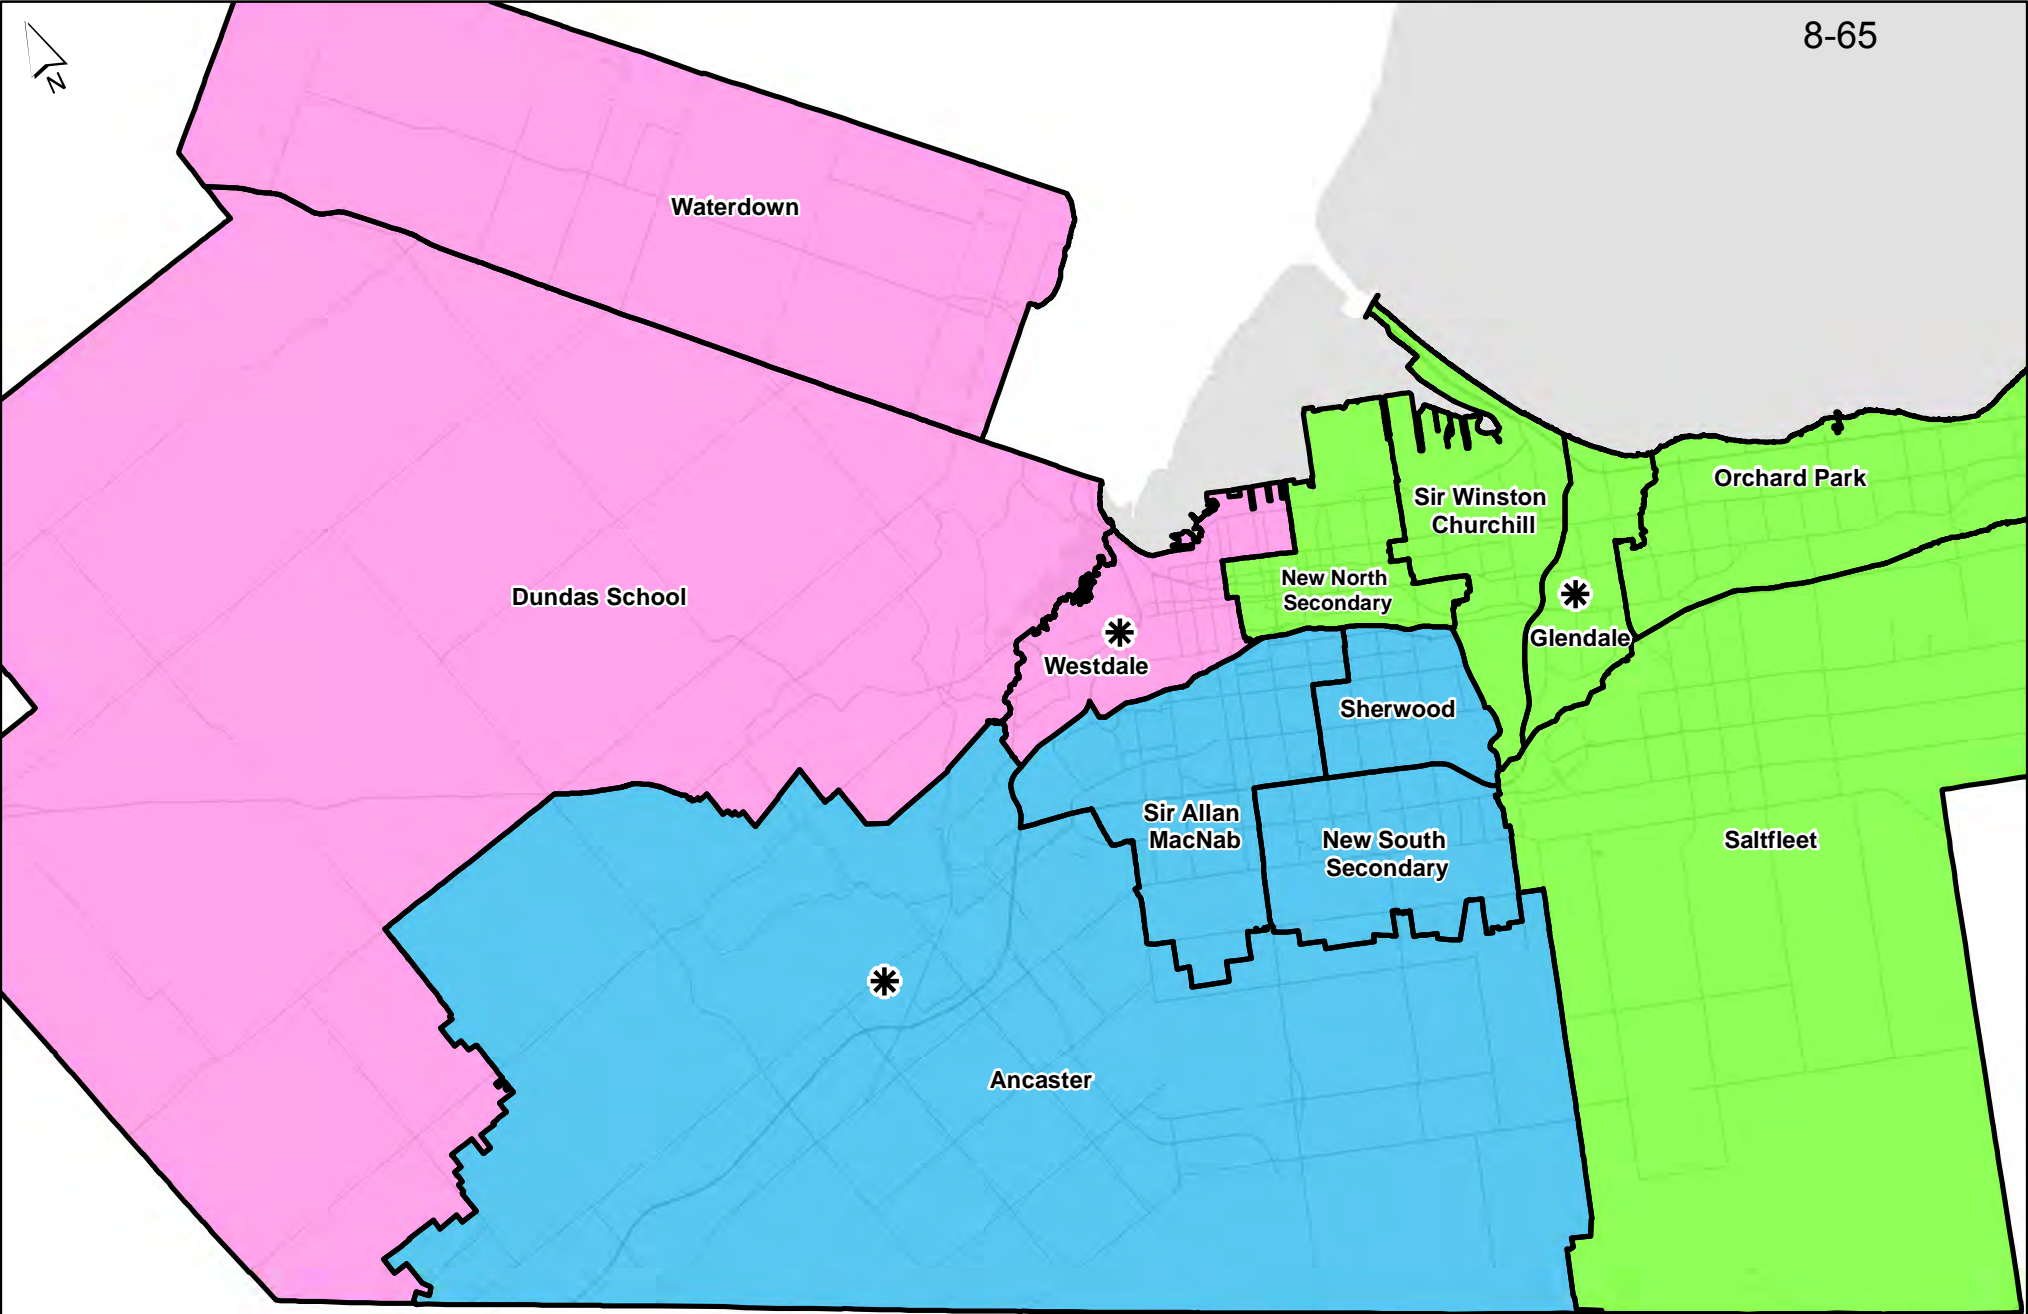 8-65
N
Waterdown
Orchard Park
Sir Winston
Churchill
New North
Secondary
Dundas School
Glendale
Westdale
Sherwood
Sir Allan
MacNab
New South
Secondary
Saltfleet
Ancaster